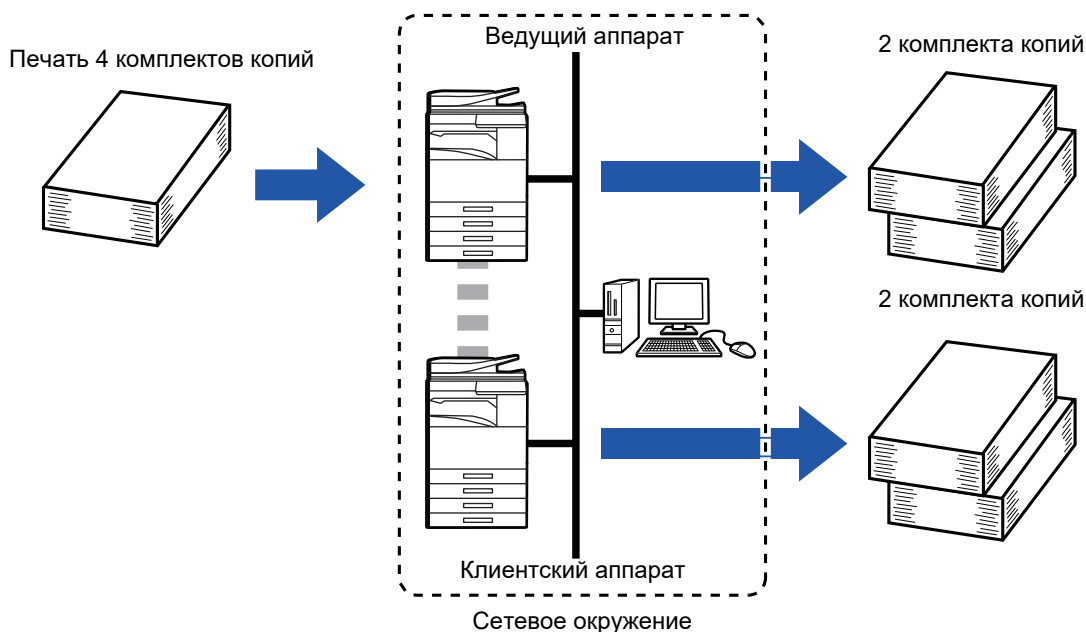 Печать 4 комплектов копий
Ведущий аппарат
2 комплекта копий
2 комплекта копий
Клиентский аппарат
Сетевое окружение